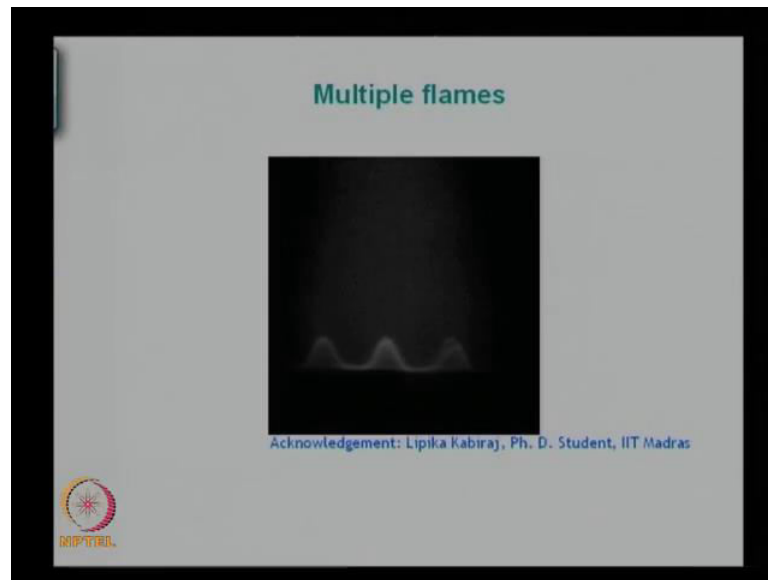 Multiple flames
Acknowledgement: Lipika Kabiraj, Ph. D. Student, IIT Madras
NPTEL